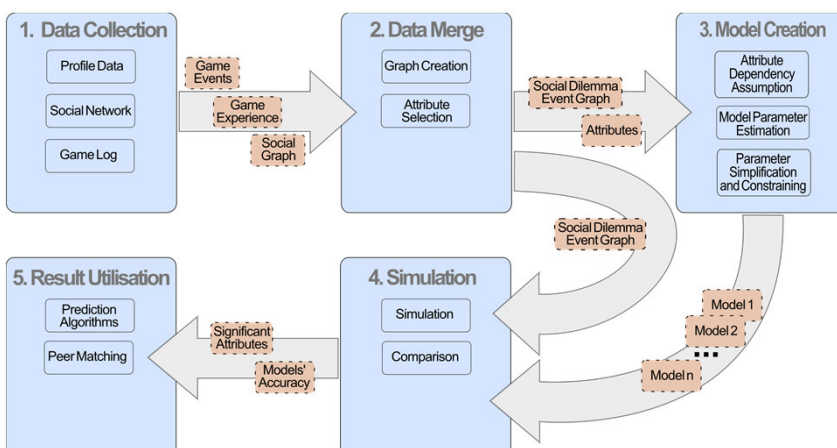 1. Data Collection
Profile Data
Social Network
Game Log
Game
Events
Game
Experience
Social
Graph
2. Data Merge
Graph Creation
Attribute
Selection
Social Dilemma
Event Graph
Attributes
3. Model Creation
Attribute
Dependency
Assumption
Model Parameter
Estimation
Parameter
Simplification
and Constraining
Social Dilemma
Event Graph
Model 1
Model 2
...
Model n
4. Simulation
Simulation
Comparison
Significant
Attributes
Models'
Accuracy
5. Result Utilisation
Prediction
Algorithms
Peer Matching